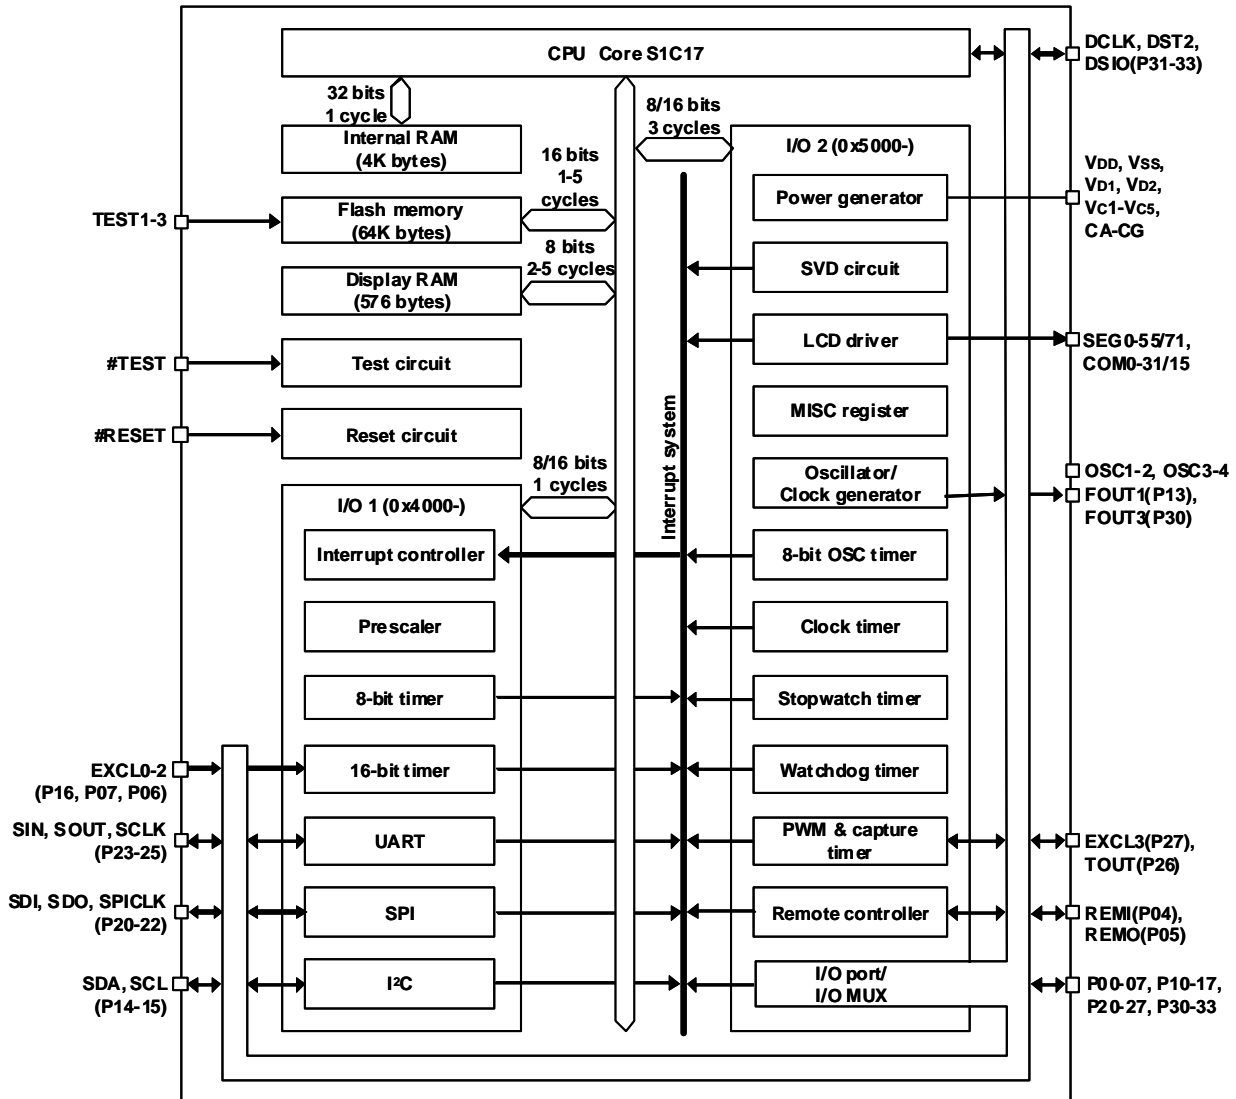 CPU Core S1C17
DCLK, DST2,
DSIO(P31-33)
32 bits
1 cycle
8/16 bits
3 cycles
Internal RAM
(4K bytes)
I/O 2 (0x5000-)
16 bits
1-5
cycles
VDD, VSS,
VD1, VD2,
VC1-VC5,
CA-CG
Power generator
TEST1-3
Flash memory
(64K bytes)
8 bits
2-5 cycles
SVD circuit
Display RAM
(576 bytes)
LCD driver
SEG0-55/71,
COM0-31/15
#TEST
Test circuit
MISC register
#RESET
Reset circuit
Interrupt system
8/16 bits
1 cycles
Oscillator/
Clock generator
OSC1-2, OSC3-4
FOUT1(P13),
FOUT3(P30)
I/O 1 (0x4000-)
Interrupt controller
8-bit OSC timer
Prescaler
Clock timer
8-bit timer
Stopwatch timer
EXCL0-2
(P16, P07, P06)
16-bit timer
Watchdog timer
SIN, SOUT, SCLK
(P23-25)
UART
PWM & capture
timer
EXCL3(P27),
TOUT(P26)
SDI, SDO, SPICLK
(P20-22)
SPI
Remote controller
REMI(P04),
REMO(P05)
SDA, SCL
(P14-15)
I²C
I/O port/
I/O MUX
P00-07, P10-17,
P20-27, P30-33